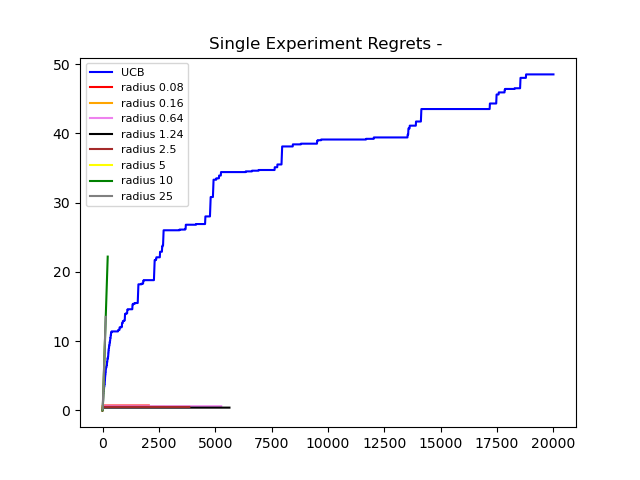 Single Experiment Regrets -
50
40
30
20
10
0
UCB
radius 0.08
radius 0.16
radius 0.64
radius 1.24
radius 2.5
radius 5
radius 10
radius 25
0 2500 5000 7500 10000 12500 15000 17500 20000